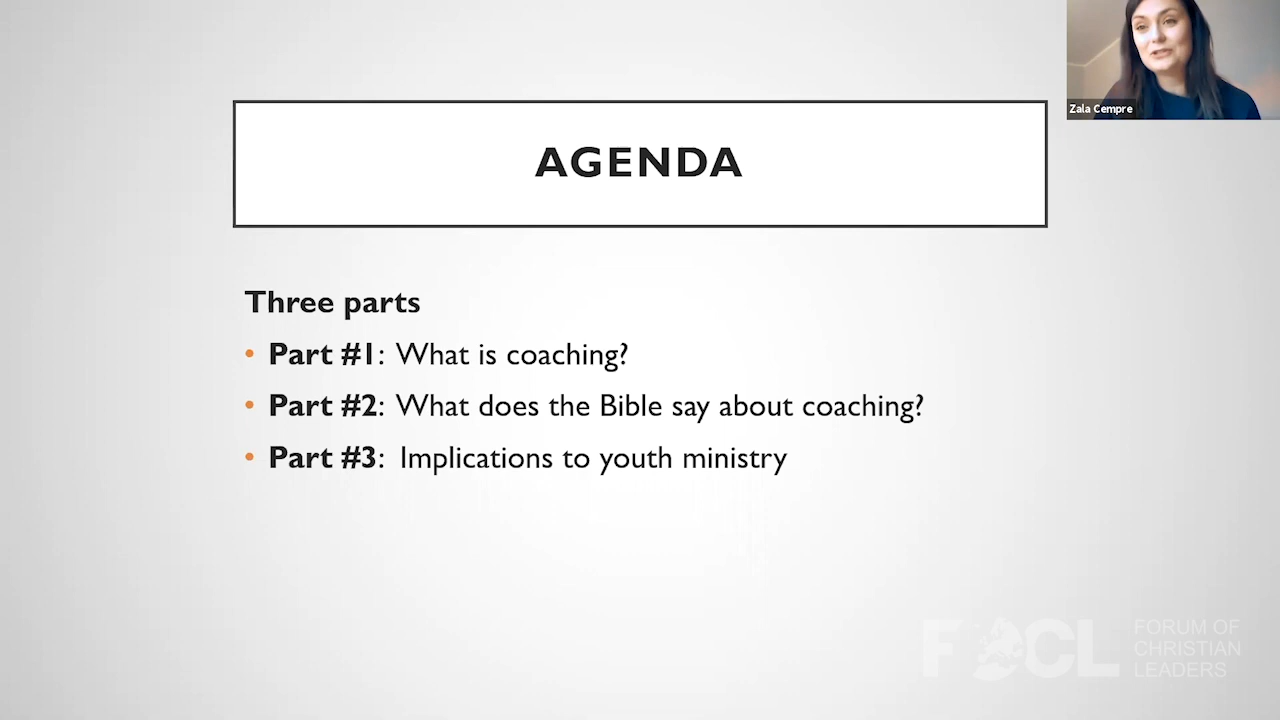 Zala Cempre
AGENDA
Three parts
• Part #1: What is coaching?
• Part #2: What does the Bible say about coaching?
• Part #3: Implications to youth ministry
FOCL
FORUM OF
CHRISTIAN
LEADERS